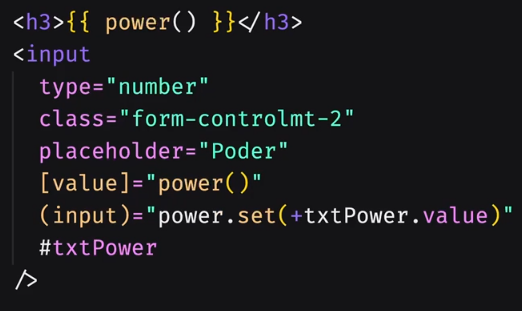 <h3>{{ power() }}</h3>
<input
type="number"
class="form-controlmt-2"
placeholder="Poder"
[value]="power()"
(input)="power.set(+txtPower.value)"
#txtPower
/>